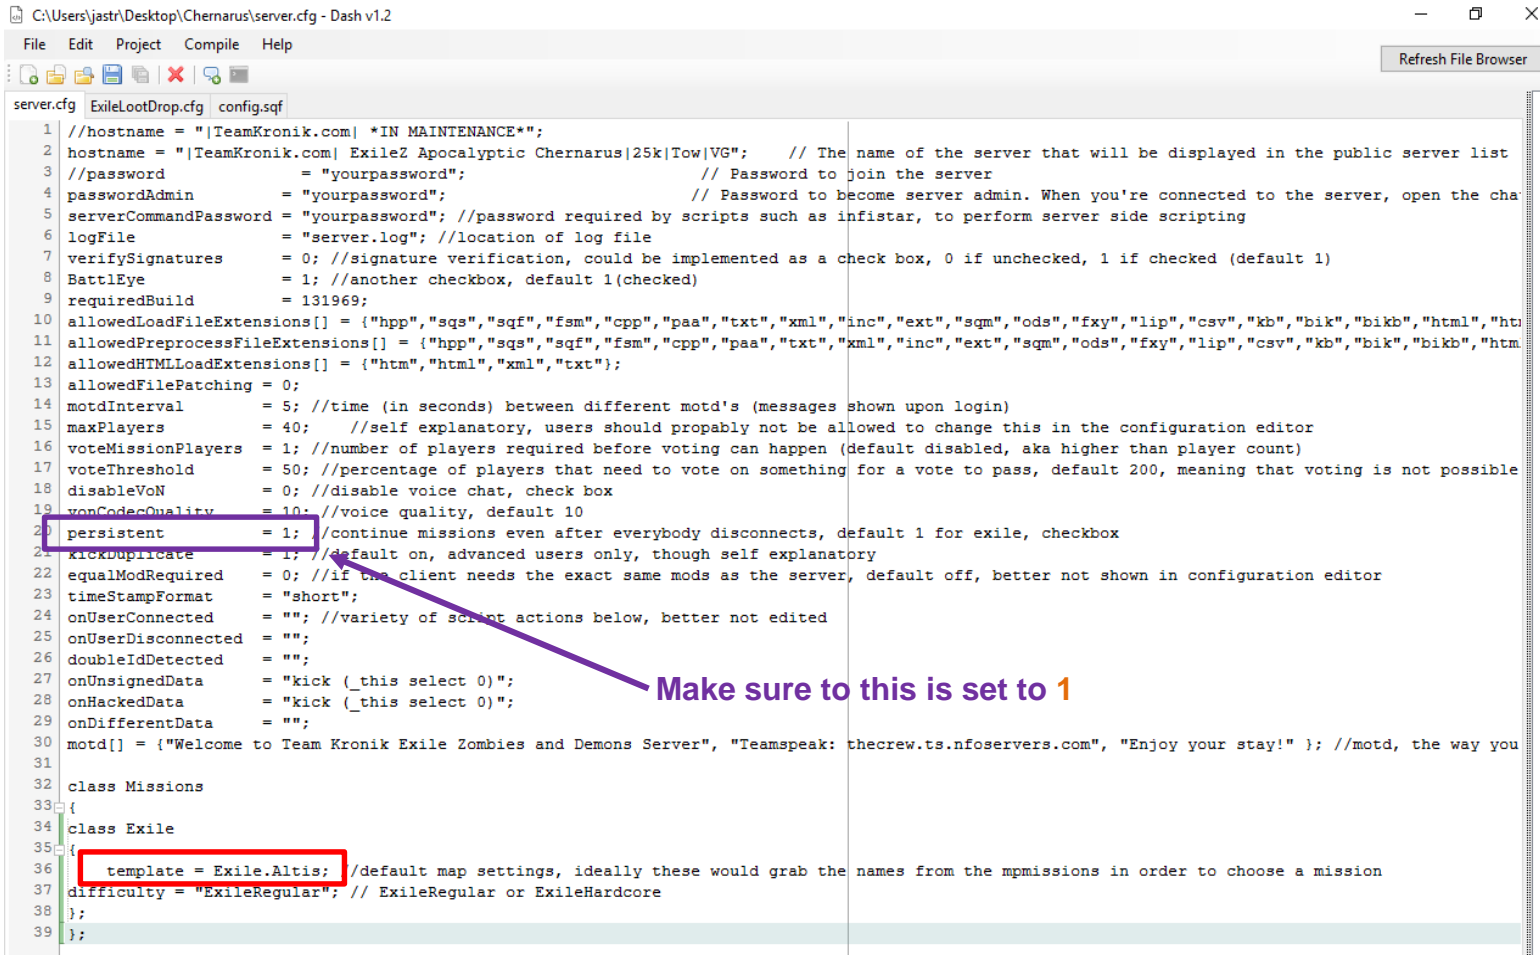 C:\Users\jastr\Desktop\Chernarus\server.cfg - Dash v1.2
File Edit Project Compile Help
Refresh File Browser
server.cfg ExileLootDrop.cfg config.sqf
1 //hostname = "|TeamKronik.com| *IN MAINTENANCE*";
2 hostname = "|TeamKronik.com| ExileZ Apocalyptic Chernarus|25k|Tow|VG"; // The name of the server that will be displayed in the public server list
3 //password = "yourpassword"; // Password to join the server
4 passwordAdmin = "yourpassword"; // Password to become server admin. When you're connected to the server, open the cha
5 serverCommandPassword = "yourpassword"; //password required by scripts such as infistar, to perform server side scripting
6 logFile = "server.log"; //location of log file
7 verifySignatures = 0; //signature verification, could be implemented as a check box, 0 if unchecked, 1 if checked (default 1)
8 BattlEye = 1; //another checkbox, default 1(checked)
9 requiredBuild = 131969;
10 allowedLoadFileExtensions[] = {"hpp","sqs","sqf","fsm","cpp","paa","txt","xml","inc","ext","sqm","ods","fxy","lip","csv","kb","bik","bikb","html","ht
11 allowedPreprocessFileExtensions[] = {"hpp","sqs","sqf","fsm","cpp","paa","txt","xml","inc","ext","sqm","ods","fxy","lip","csv","kb","bik","bikb","htm
12 allowedHTMLLoadExtensions[] = {"htm","html","xml","txt"};
13 allowedFilePatching = 0;
14 motdInterval = 5; //time (in seconds) between different motd's (messages shown upon login)
15 maxPlayers = 40; //self explanatory, users should propably not be allowed to change this in the configuration editor
16 voteMissionPlayers = 1; //number of players required before voting can happen (default disabled, aka higher than player count)
17 voteThreshold = 50; //percentage of players that need to vote on something for a vote to pass, default 200, meaning that voting is not possible
18 disableVoN = 0; //disable voice chat, check box
19 vonCodecQuality = 10; //voice quality, default 10
20 persistent = 1; //continue missions even after everybody disconnects, default 1 for exile, checkbox
21 kickDuplicate = 1; //default on, advanced users only, though self explanatory
22 equalModRequired = 0; //if the client needs the exact same mods as the server, default off, better not shown in configuration editor
23 timeStampFormat = "short";
24 onUserConnected = ""; //variety of script actions below, better not edited
25 onUserDisconnected = "";
26 doubleIdDetected = "";
27 onUnsignedData = "kick (_this select 0)";
Make sure to this is set to 1
28 onHackedData = "kick (_this select 0)";
29 onDifferentData = "";
30 motd[] = {"Welcome to Team Kronik Exile Zombies and Demons Server", "Teamspeak: thecrew.ts.nfoservers.com", "Enjoy your stay!" }; //motd, the way you
31
32 class Missions
33 {
34 class Exile
35 {
36 template = Exile.Altis; //default map settings, ideally these would grab the names from the mpmissions in order to choose a mission
37 difficulty = "ExileRegular"; // ExileRegular or ExileHardcore
38 };
39 };